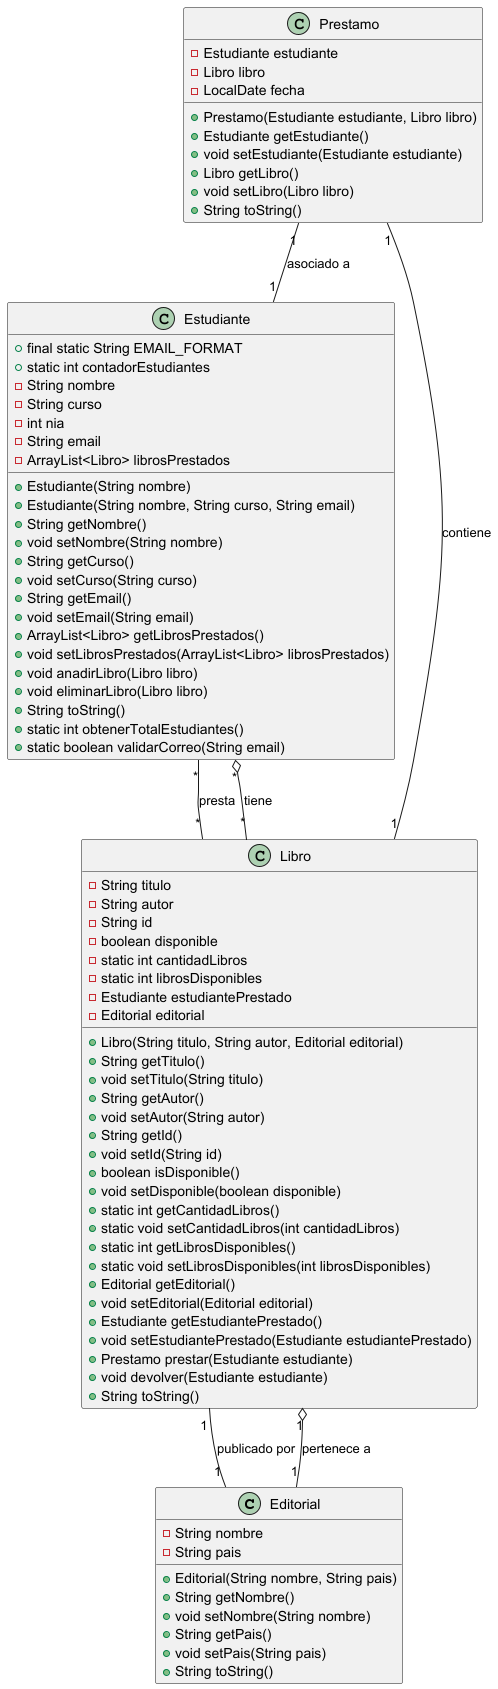 C Prestamo
Estudiante estudiante
Libro libro
LocalDate fecha
Prestamo(Estudiante estudiante, Libro libro)
Estudiante getEstudiante()
void setEstudiante(Estudiante estudiante)
Libro getLibro()
void setLibro(Libro libro)
String toString()
1 1
asociado a
1
C Estudiante
final static String EMAIL_FORMAT
static int contadorEstudiantes
String nombre
String curso
int nia
String email
ArrayList<Libro> librosPrestados
Estudiante(String nombre)
Estudiante(String nombre, String curso, String email)
String getNombre()
void setNombre(String nombre)
String getCurso()
void setCurso(String curso)
String getEmail()
void setEmail(String email)
ArrayList<Libro> getLibrosPrestados()
void setLibrosPrestados(ArrayList<Libro> librosPrestados)
void anadirLibro(Libro libro)
void eliminarLibro(Libro libro)
String toString()
static int obtenerTotalEstudiantes()
static boolean validarCorreo(String email)
contiene
* *
presta tiene
* * 1
C Libro
String titulo
String autor
String id
boolean disponible
static int cantidadLibros
static int librosDisponibles
Estudiante estudiantePrestado
Editorial editorial
Libro(String titulo, String autor, Editorial editorial)
String getTitulo()
void setTitulo(String titulo)
String getAutor()
void setAutor(String autor)
String getId()
void setId(String id)
boolean isDisponible()
void setDisponible(boolean disponible)
static int getCantidadLibros()
static void setCantidadLibros(int cantidadLibros)
static int getLibrosDisponibles()
static void setLibrosDisponibles(int librosDisponibles)
Editorial getEditorial()
void setEditorial(Editorial editorial)
Estudiante getEstudiantePrestado()
void setEstudiantePrestado(Estudiante estudiantePrestado)
Prestamo prestar(Estudiante estudiante)
void devolver(Estudiante estudiante)
String toString()
1 1
publicado por pertenece a
1 1
C Editorial
String nombre
String pais
Editorial(String nombre, String pais)
String getNombre()
void setNombre(String nombre)
String getPais()
void setPais(String pais)
String toString()